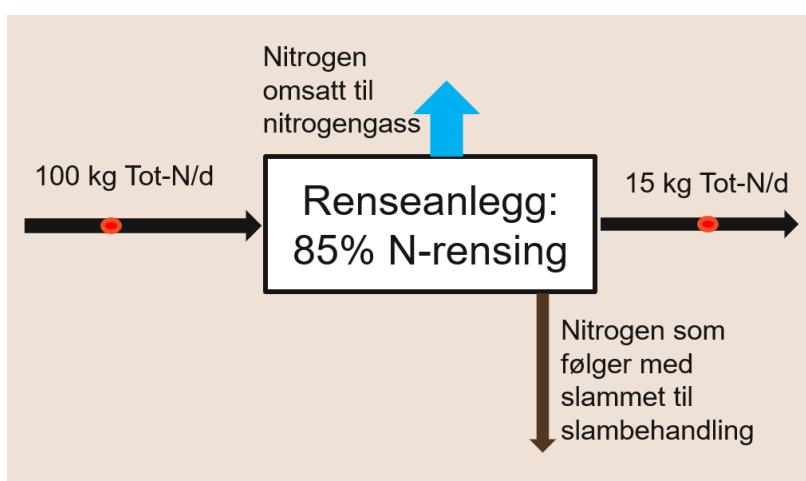 Nitrogen
omsatt til
nitrogengass
100 kg Tot-N/d
Renseanlegg:
85% N-rensing
15 kg Tot-N/d
Nitrogen som
følger med
slammet til
slambehandling